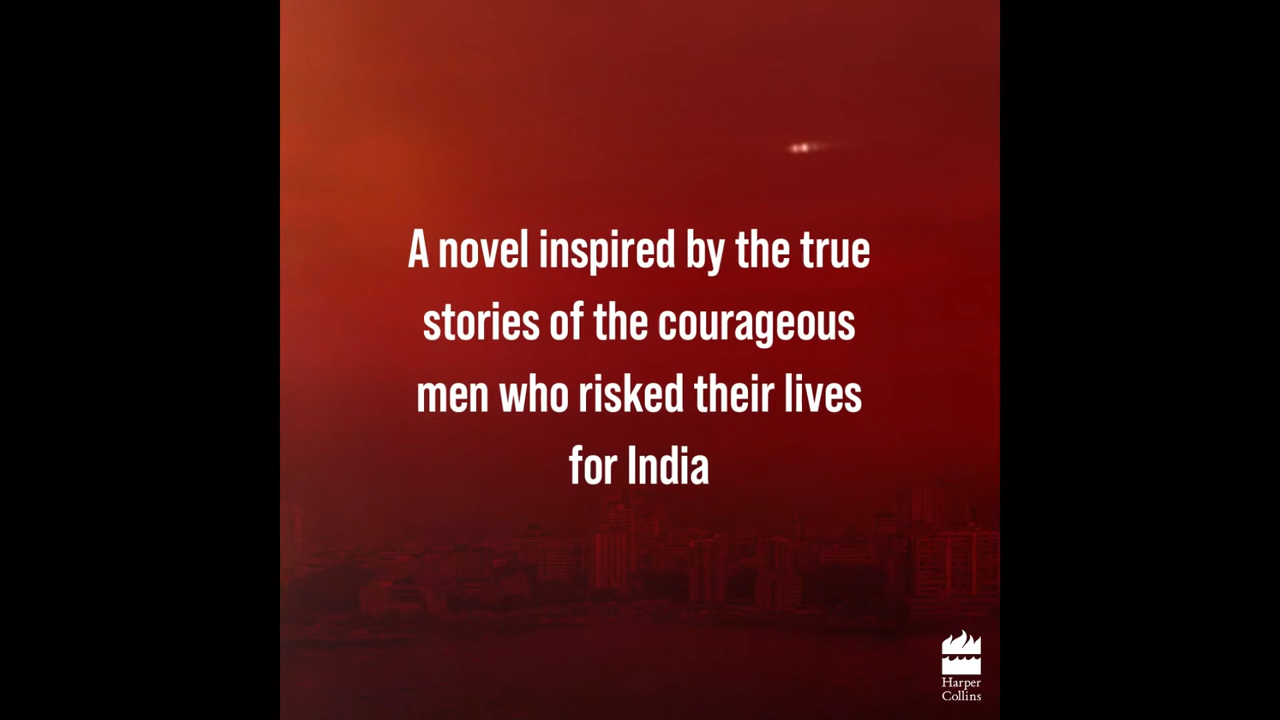 A novel inspired by the true
stories of the courageous
men who risked their lives
for India
Harper
Collins